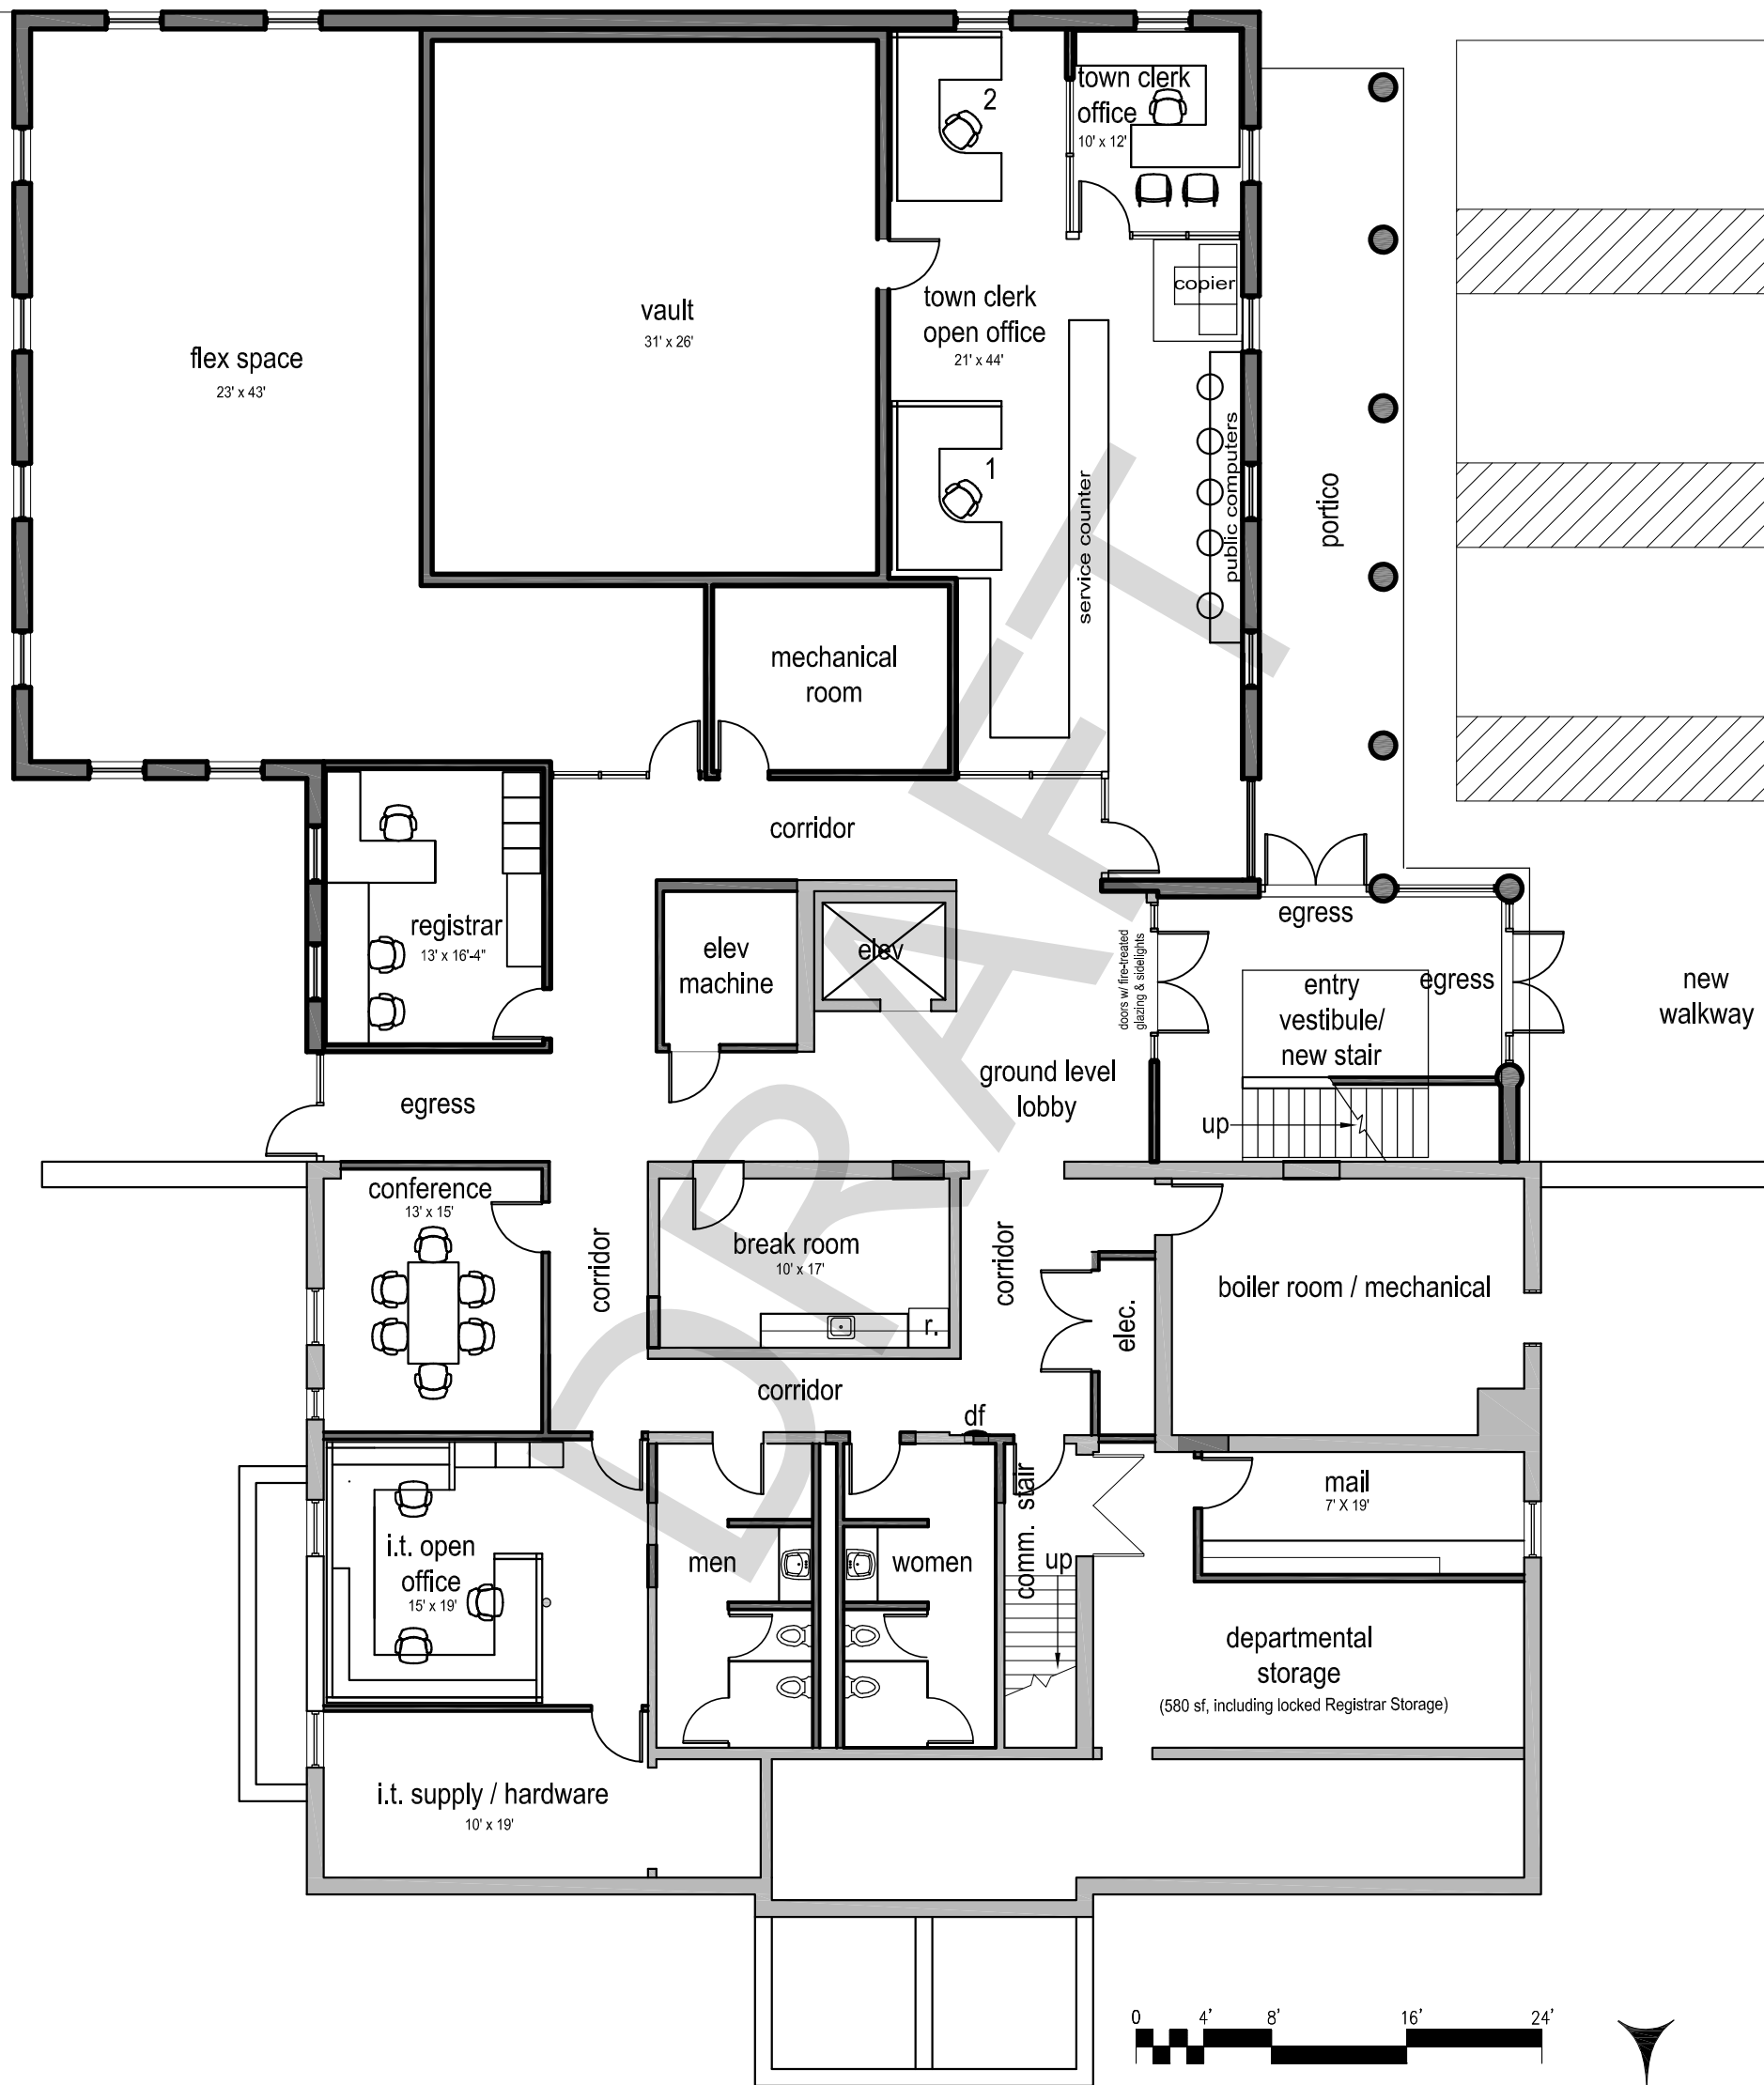 town clerk
office
10' x 12'
2
copier
vault
31' x 26'
town clerk
open office
21' x 44'
flex space
23' x 43'
1
service counter
public computers
portico
mechanical
room
corridor
registrar
13' x 16'-4"
elev
machine
elev
doors w/ fire-treated
glazing & sidelights
egress
entry
vestibule/
new stair
egress
new
walkway
ground level
lobby
egress
up
conference
13' x 15'
corridor
break room
10' x 17'
r.
corridor
elec.
boiler room / mechanical
corridor
df
comm. stair
up
mail
7' X 19'
i.t. open
office
15' x 19'
men
women
departmental
storage
(580 sf, including locked Registrar Storage)
i.t. supply / hardware
10' x 19'
0 4' 8' 16' 24'
DRAFT